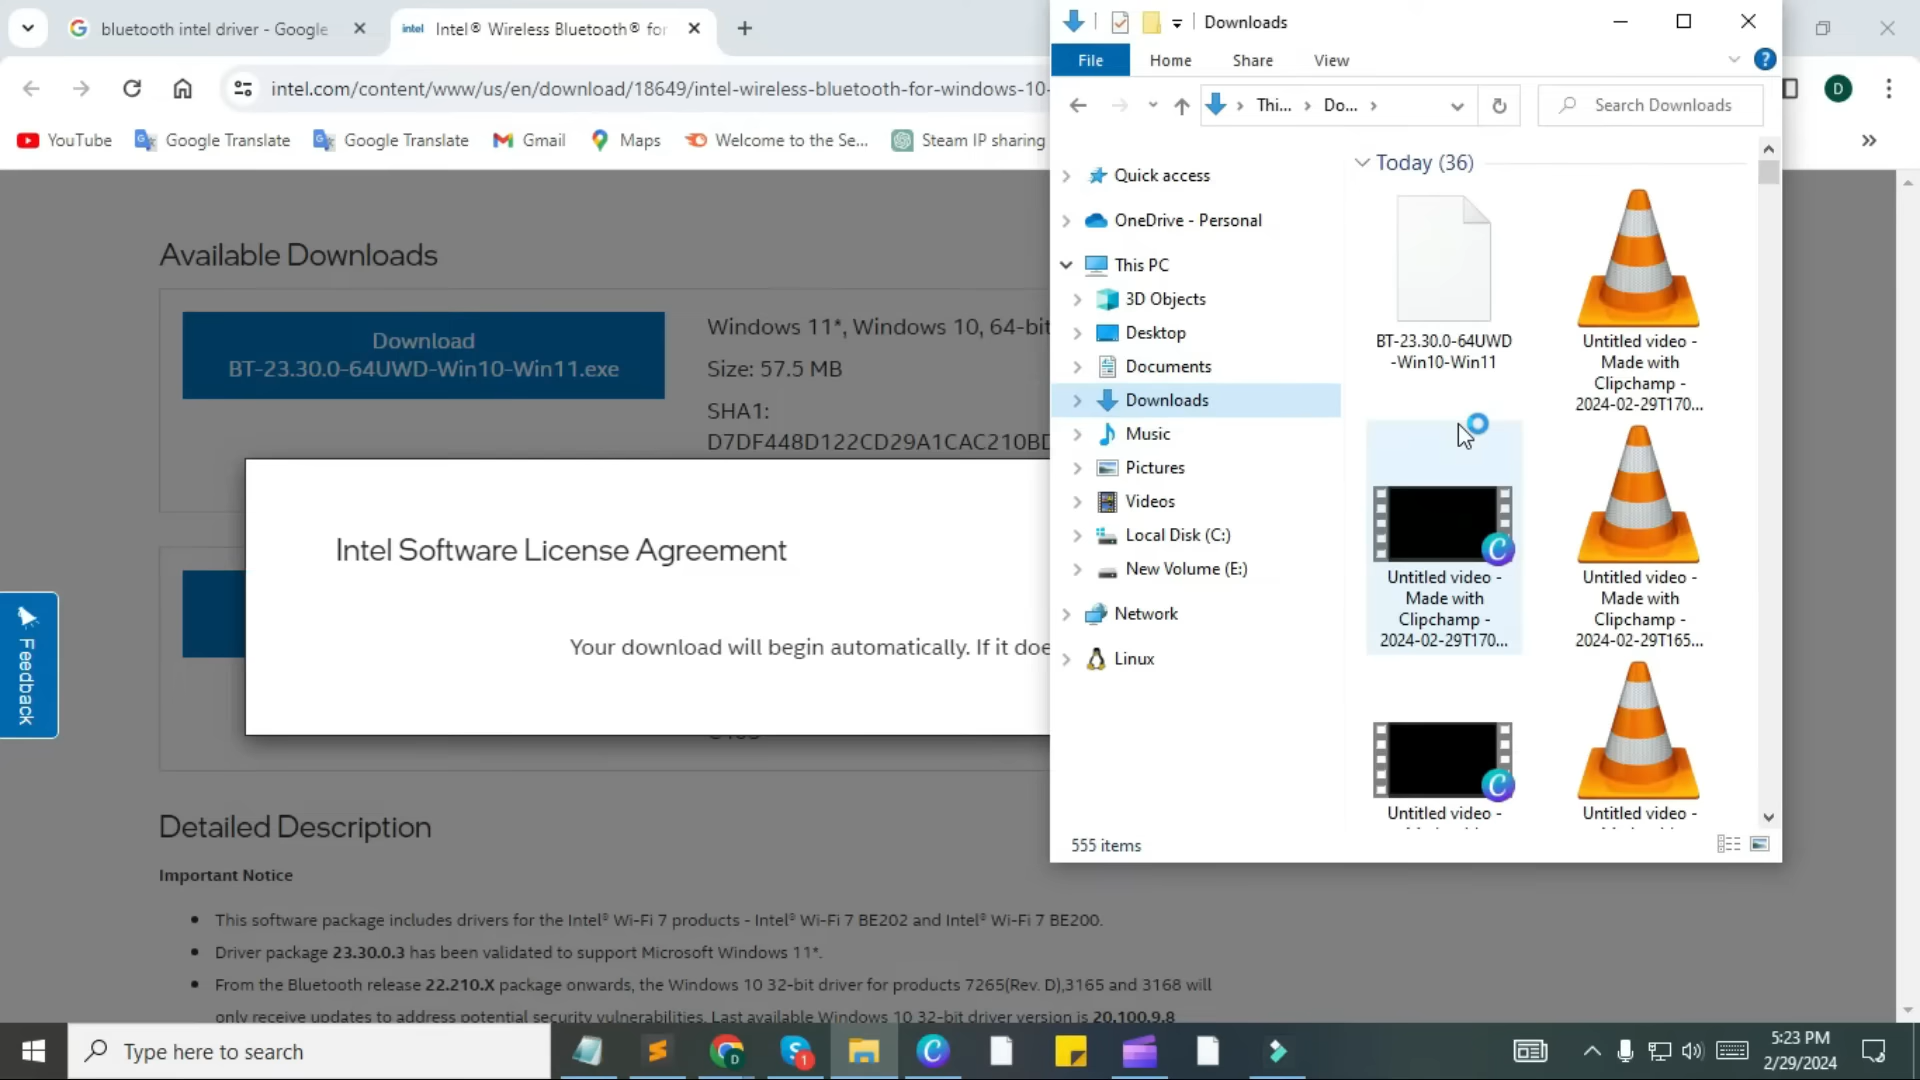 bluetooth intel driver - Google
intel
Intel® Wireless Bluetooth® for
intel.com/content/www/us/en/download/18649/intel-wireless-bluetooth-for-windows-10-
YouTube
Google Translate
Google Translate
Gmail
Maps
Welcome to the Se...
Steam IP sharing
D
Available Downloads
Download
BT-23.30.0-64UWD-Win10-Win11.exe
Windows 11*, Windows 10, 64-bit
Size: 57.5 MB
SHA1:
D7DF448D122CD29A1CAC210BD
Intel Software License Agreement
Your download will begin automatically. If it doe
Feedback
Detailed Description
Important Notice
This software package includes drivers for the Intel® Wi-Fi 7 products - Intel® Wi-Fi 7 BE202 and Intel® Wi-Fi 7 BE200.
Driver package 23.30.0.3 has been validated to support Microsoft Windows 11*.
From the Bluetooth release 22.210.X package onwards, the Windows 10 32-bit driver for products 7265(Rev. D),3165 and 3168 will
only receive updates to address potential security vulnerabilities. Last available Windows 10 32-bit driver version is 20.100.9.8
Downloads
File
Home
Share
View
Thi...
Do...
Search Downloads
Quick access
OneDrive - Personal
This PC
3D Objects
Desktop
Documents
Downloads
Music
Pictures
Videos
Local Disk (C:)
New Volume (E:)
Network
Linux
Today (36)
BT-23.30.0-64UWD
-Win10-Win11
Untitled video -
Made with
Clipchamp -
2024-02-29T170...
Untitled video -
Made with
Clipchamp -
2024-02-29T170...
Untitled video -
Made with
Clipchamp -
2024-02-29T165...
Untitled video -
Untitled video -
555 items
Type here to search
D
1
5:23 PM
2/29/2024